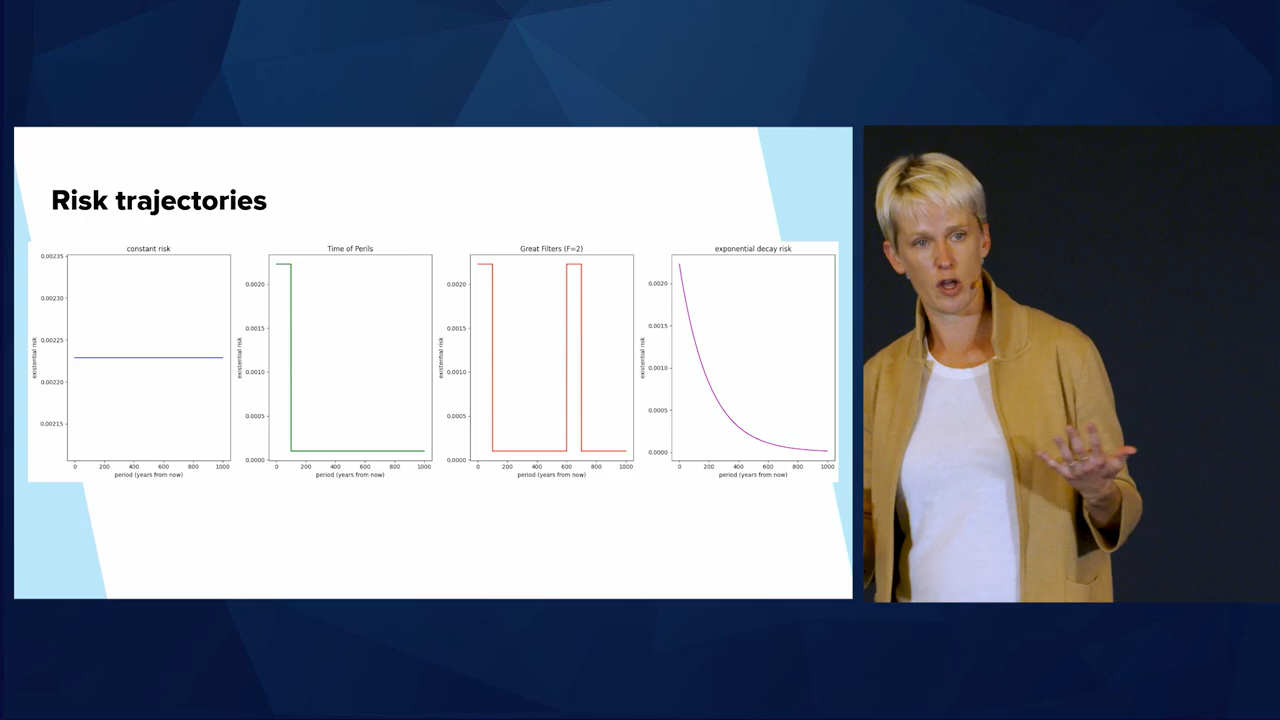 Risk trajectories
constant risk
0.00235
0.00230
0.00225
0.00220
0.00215
existential risk
0 200 400 600 800 1000
period (years from now)
Time of Perils
0.0020
0.0015
0.0010
0.0005
0.0000
existential risk
0 200 400 600 800 1000
period (years from now)
Great Filters (F=2)
0.0020
0.0015
0.0010
0.0005
0.0000
existential risk
0 200 400 600 800 1000
period (years from now)
exponential decay risk
0.0020
0.0015
0.0010
0.0005
0.0000
existential risk
0 200 400 600 800 1000
period (years from now)